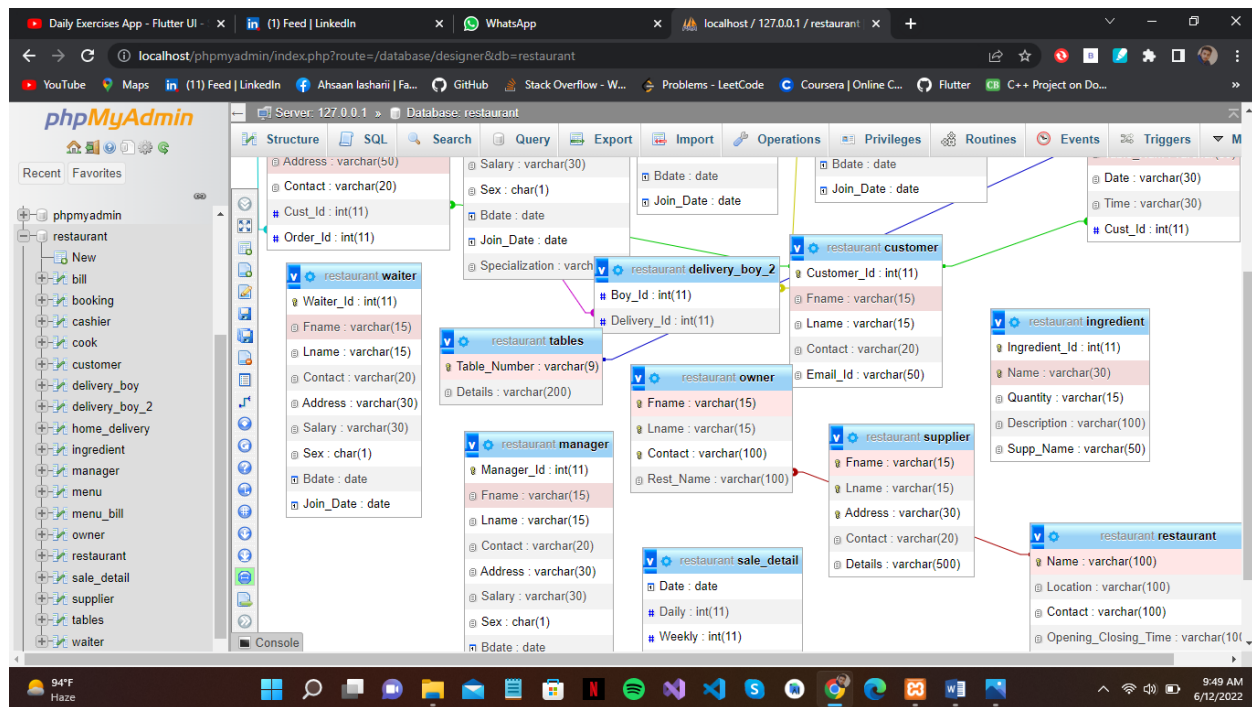 Daily Exercises App - Flutter UI -
(1) Feed | LinkedIn
WhatsApp
localhost / 127.0.0.1 / restaurant
localhost/phpmyadmin/index.php?route=/database/designer&db=restaurant
YouTube
Maps
(11) Feed | LinkedIn
Ahsaan lasharii | Fa...
GitHub
Stack Overflow - W...
Problems - LeetCode
Coursera | Online C...
Flutter
C++ Project on Do...
»
phpMyAdmin
Recent
Favorites
phpmyadmin
restaurant
New
bill
booking
cashier
cook
customer
delivery_boy
delivery_boy_2
home_delivery
ingredient
manager
menu
menu_bill
owner
restaurant
sale_detail
supplier
tables
waiter
Server: 127.0.0.1 » Database: restaurant
Structure
SQL
Search
Query
Export
Import
Operations
Privileges
Routines
Events
Triggers
M
Address : varchar(50)
Contact : varchar(20)
Cust_Id : int(11)
Order_Id : int(11)
Salary : varchar(30)
Sex : char(1)
Bdate : date
Join_Date : date
Specialization : varch
Bdate : date
Join_Date : date
Bdate : date
Join_Date : date
Date : varchar(30)
Time : varchar(30)
Cust_Id : int(11)
restaurant waiter
Waiter_Id : int(11)
Fname : varchar(15)
Lname : varchar(15)
Contact : varchar(20)
Address : varchar(30)
Salary : varchar(30)
Sex : char(1)
Bdate : date
Join_Date : date
restaurant delivery_boy_2
Boy_Id : int(11)
Delivery_Id : int(11)
restaurant customer
Customer_Id : int(11)
Fname : varchar(15)
Lname : varchar(15)
Contact : varchar(20)
Email_Id : varchar(50)
restaurant tables
Table_Number : varchar(9)
Details : varchar(200)
restaurant owner
Fname : varchar(15)
Lname : varchar(15)
Contact : varchar(100)
Rest_Name : varchar(100)
restaurant ingredient
Ingredient_Id : int(11)
Name : varchar(30)
Quantity : varchar(15)
Description : varchar(100)
Supp_Name : varchar(50)
restaurant manager
Manager_Id : int(11)
Fname : varchar(15)
Lname : varchar(15)
Contact : varchar(20)
Address : varchar(30)
Salary : varchar(30)
Sex : char(1)
Bdate : date
restaurant supplier
Fname : varchar(15)
Lname : varchar(15)
Address : varchar(30)
Contact : varchar(20)
Details : varchar(500)
restaurant sale_detail
Date : date
Daily : int(11)
Weekly : int(11)
restaurant restaurant
Name : varchar(100)
Location : varchar(100)
Contact : varchar(100)
Opening_Closing_Time : varchar(100
Console
94°F
Haze
9:49 AM
6/12/2022